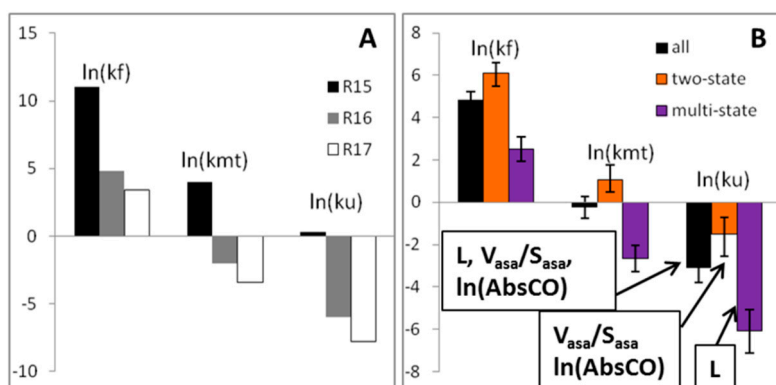 A
ln(kf)
15
10
5
0
-5
-10
ln(kmt)
ln(ku)
R15
R16
R17
B
8
6
4
2
0
-2
-4
-6
-8
ln(kf)
ln(kmt)
ln(ku)
all
two-state
multi-state
L, Vasa/Sasa,
ln(AbsCO)
Vasa/Sasa
ln(AbsCO)
L